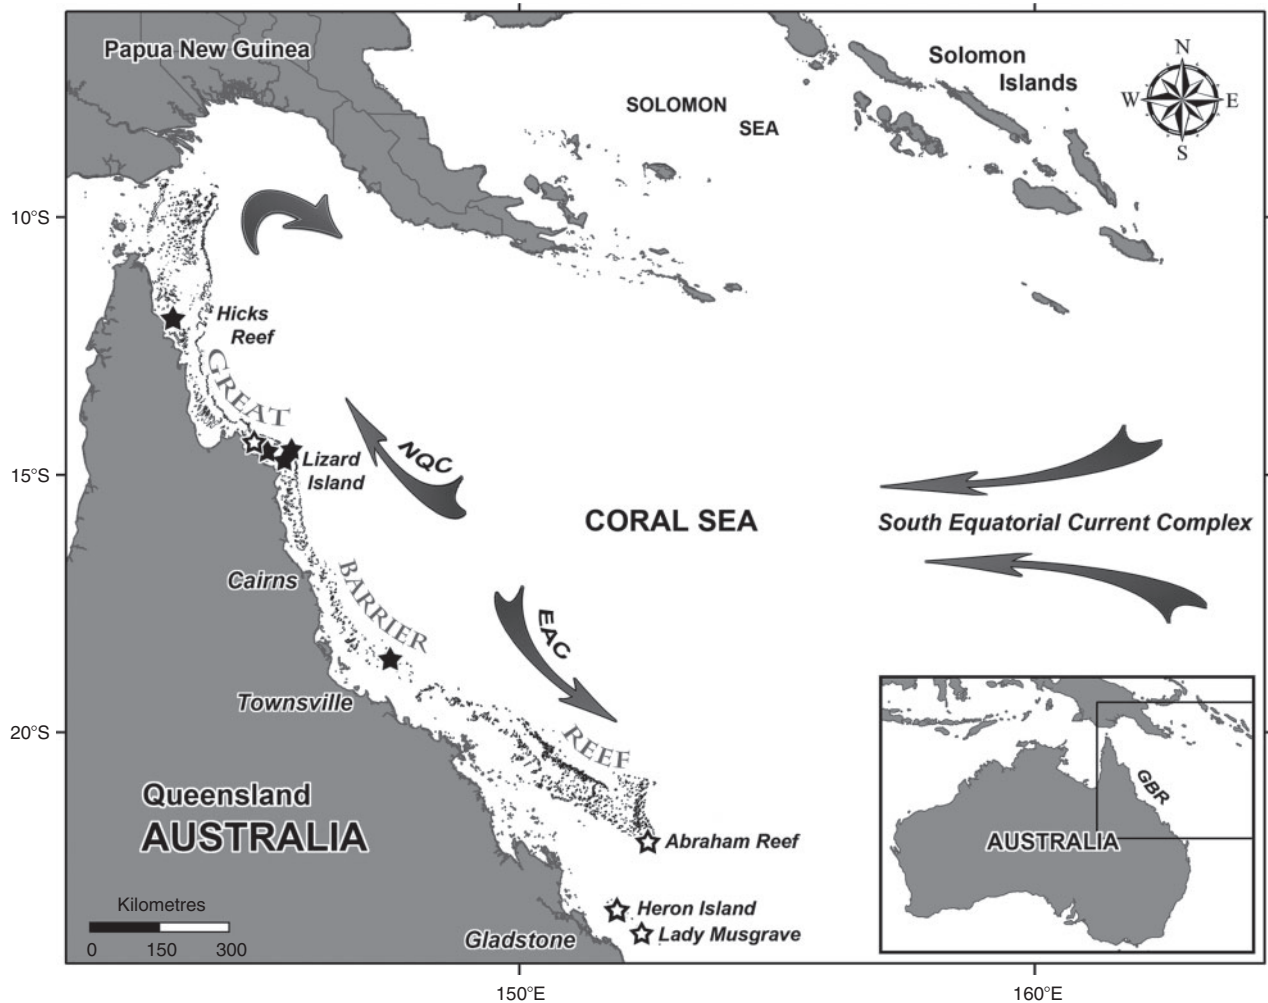 Papua New Guinea
Solomon
Islands
SOLOMON
SEA
N
W
E
S
10°S
Hicks
Reef
GREAT
Lizard
Island
NQC
15°S
CORAL SEA
South Equatorial Current Complex
Cairns
BARRIER
EAC
Townsville
20°S
REEF
Queensland
AUSTRALIA
GBR
AUSTRALIA
Abraham Reef
Kilometres
0 150 300
Heron Island
Lady Musgrave
Gladstone
150°E
160°E